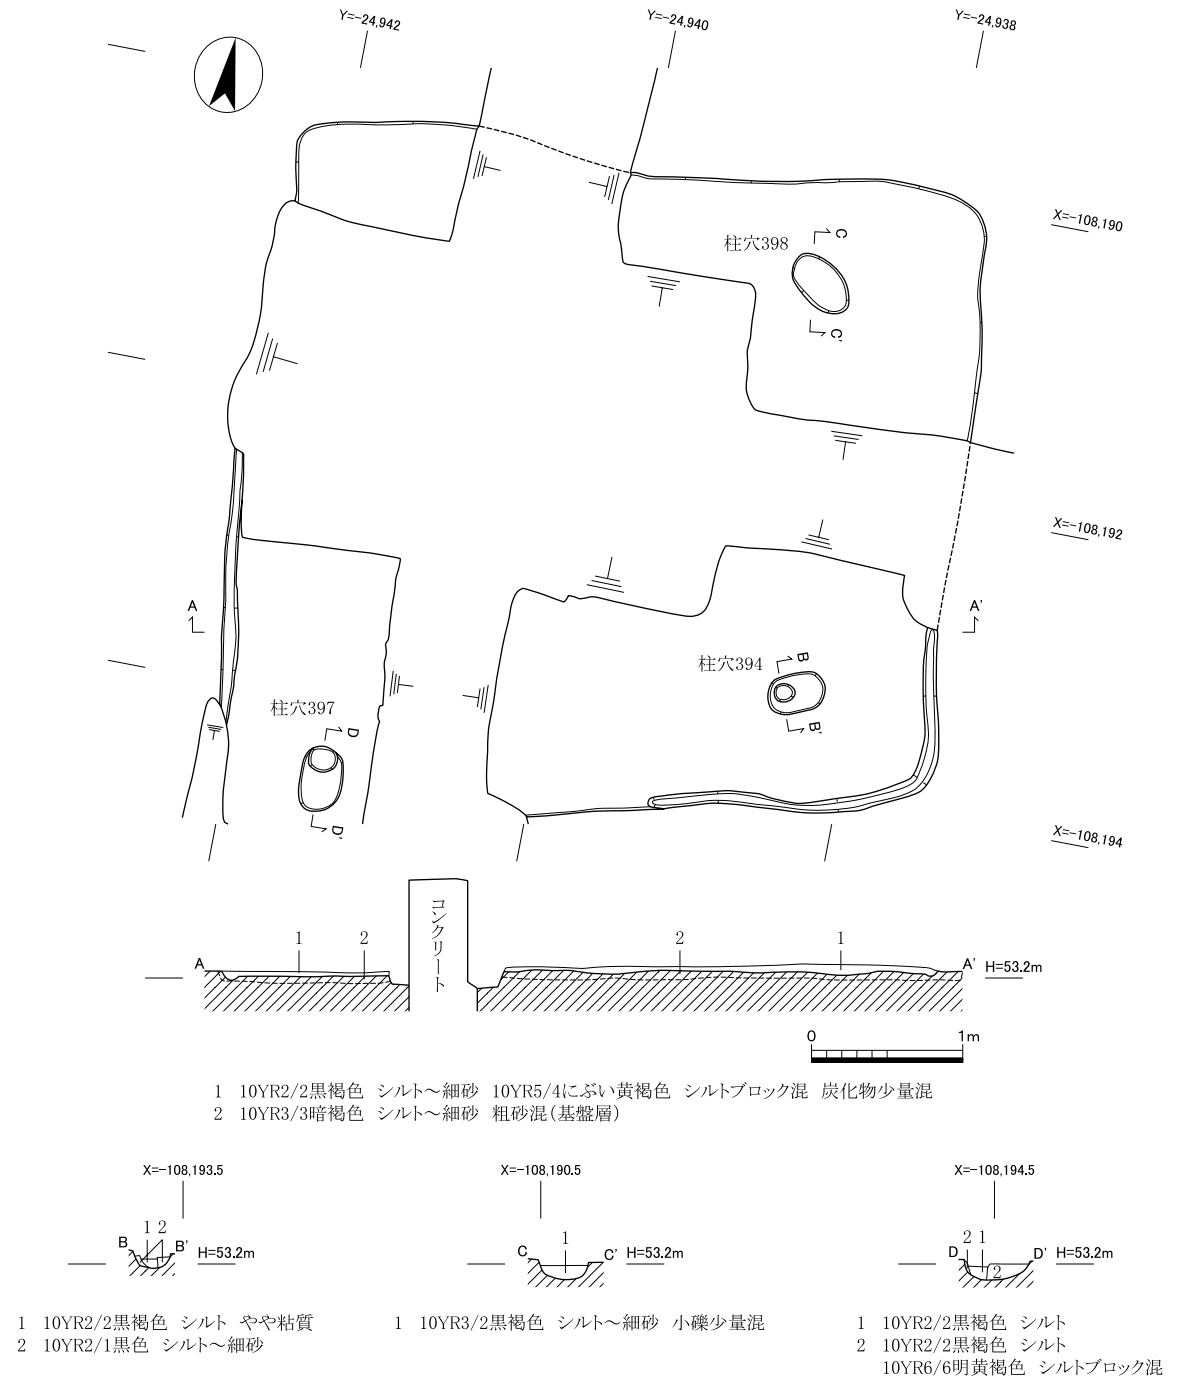 Y=-24,942
Y=-24,940
Y=-24,938
X=-108,190
柱穴398
C
C'
X=-108,192
A
A'
柱穴394
B
B'
柱穴397
D
D'
X=-108,194
コンクリート
1
2
2
1
A
A'
H=53.2m
0
1m
1 10YR2/2黒褐色 シルト～細砂 10YR5/4にぶい黄褐色 シルトブロック混 炭化物少量混
2 10YR3/3暗褐色 シルト～細砂 粗砂混(基盤層)
X=-108,193.5
X=-108,190.5
X=-108,194.5
1 2
B
B'
H=53.2m
1
C
C'
H=53.2m
2 1
D
D'
2
H=53.2m
1 10YR2/2黒褐色 シルト やや粘質
2 10YR2/1黒色 シルト～細砂
1 10YR3/2黒褐色 シルト～細砂 小礫少量混
1 10YR2/2黒褐色 シルト
2 10YR2/2黒褐色 シルト
10YR6/6明黄褐色 シルトブロック混